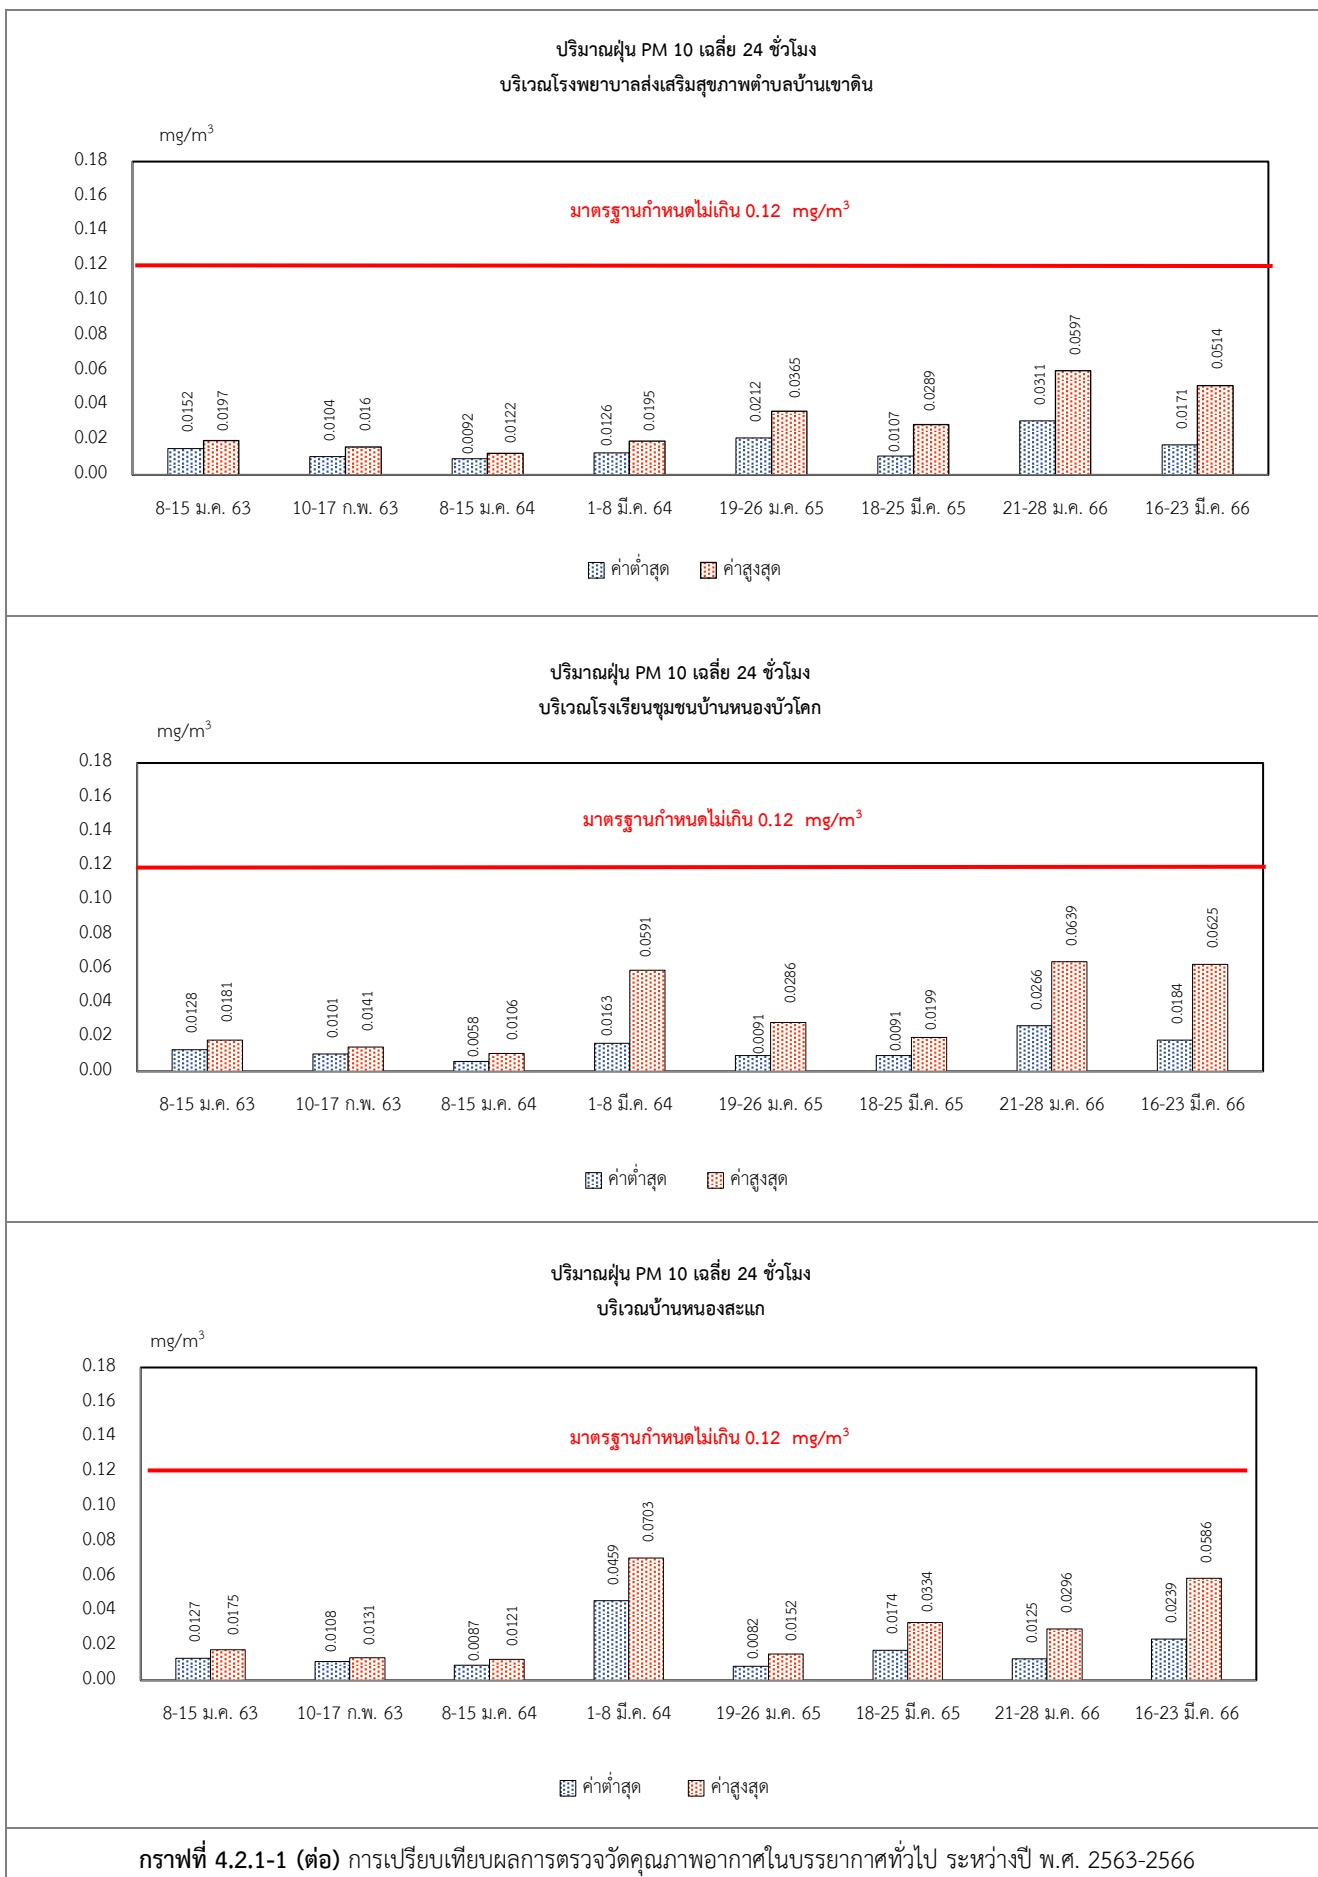 ปริมาณฝุ่น PM 10 เฉลี่ย 24 ชั่วโมง
บริเวณโรงพยาบาลส่งเสริมสุขภาพตำบลบ้านเขาดิน
mg/m³
0.18
0.16
มาตรฐานกำหนดไม่เกิน 0.12 mg/m³
0.14
0.12
0.10
0.08
0.06
0.04
0.02
0.00
0.0152 0.0197 0.0104 0.016 0.0092 0.0122 0.0126 0.0195 0.0212 0.0365 0.0107 0.0289 0.0311 0.0597 0.0171 0.0514
8-15 ม.ค. 63 10-17 ก.พ. 63 8-15 ม.ค. 64 1-8 มี.ค. 64 19-26 ม.ค. 65 18-25 มี.ค. 65 21-28 ม.ค. 66 16-23 มี.ค. 66
ค่าต่ำสุด ค่าสูงสุด
ปริมาณฝุ่น PM 10 เฉลี่ย 24 ชั่วโมง
บริเวณโรงเรียนชุมชนบ้านหนองบัวโคก
mg/m³
0.18
0.16
มาตรฐานกำหนดไม่เกิน 0.12 mg/m³
0.14
0.12
0.10
0.08
0.06
0.04
0.02
0.00
0.0128 0.0181 0.0101 0.0141 0.0058 0.0106 0.0163 0.0591 0.0091 0.0286 0.0091 0.0199 0.0266 0.0639 0.0184 0.0625
8-15 ม.ค. 63 10-17 ก.พ. 63 8-15 ม.ค. 64 1-8 มี.ค. 64 19-26 ม.ค. 65 18-25 มี.ค. 65 21-28 ม.ค. 66 16-23 มี.ค. 66
ค่าต่ำสุด ค่าสูงสุด
ปริมาณฝุ่น PM 10 เฉลี่ย 24 ชั่วโมง
บริเวณบ้านหนองสะแก
mg/m³
0.18
0.16
0.14
มาตรฐานกำหนดไม่เกิน 0.12 mg/m³
0.12
0.10
0.08
0.06
0.04
0.02
0.00
0.0127 0.0175 0.0108 0.0131 0.0087 0.0121 0.0459 0.0703 0.0082 0.0152 0.0174 0.0334 0.0125 0.0296 0.0239 0.0586
8-15 ม.ค. 63 10-17 ก.พ. 63 8-15 ม.ค. 64 1-8 มี.ค. 64 19-26 ม.ค. 65 18-25 มี.ค. 65 21-28 ม.ค. 66 16-23 มี.ค. 66
ค่าต่ำสุด ค่าสูงสุด
กราฟที่ 4.2.1-1 (ต่อ) การเปรียบเทียบผลการตรวจวัดคุณภาพอากาศในบรรยากาศทั่วไป ระหว่างปี พ.ศ. 2563-2566